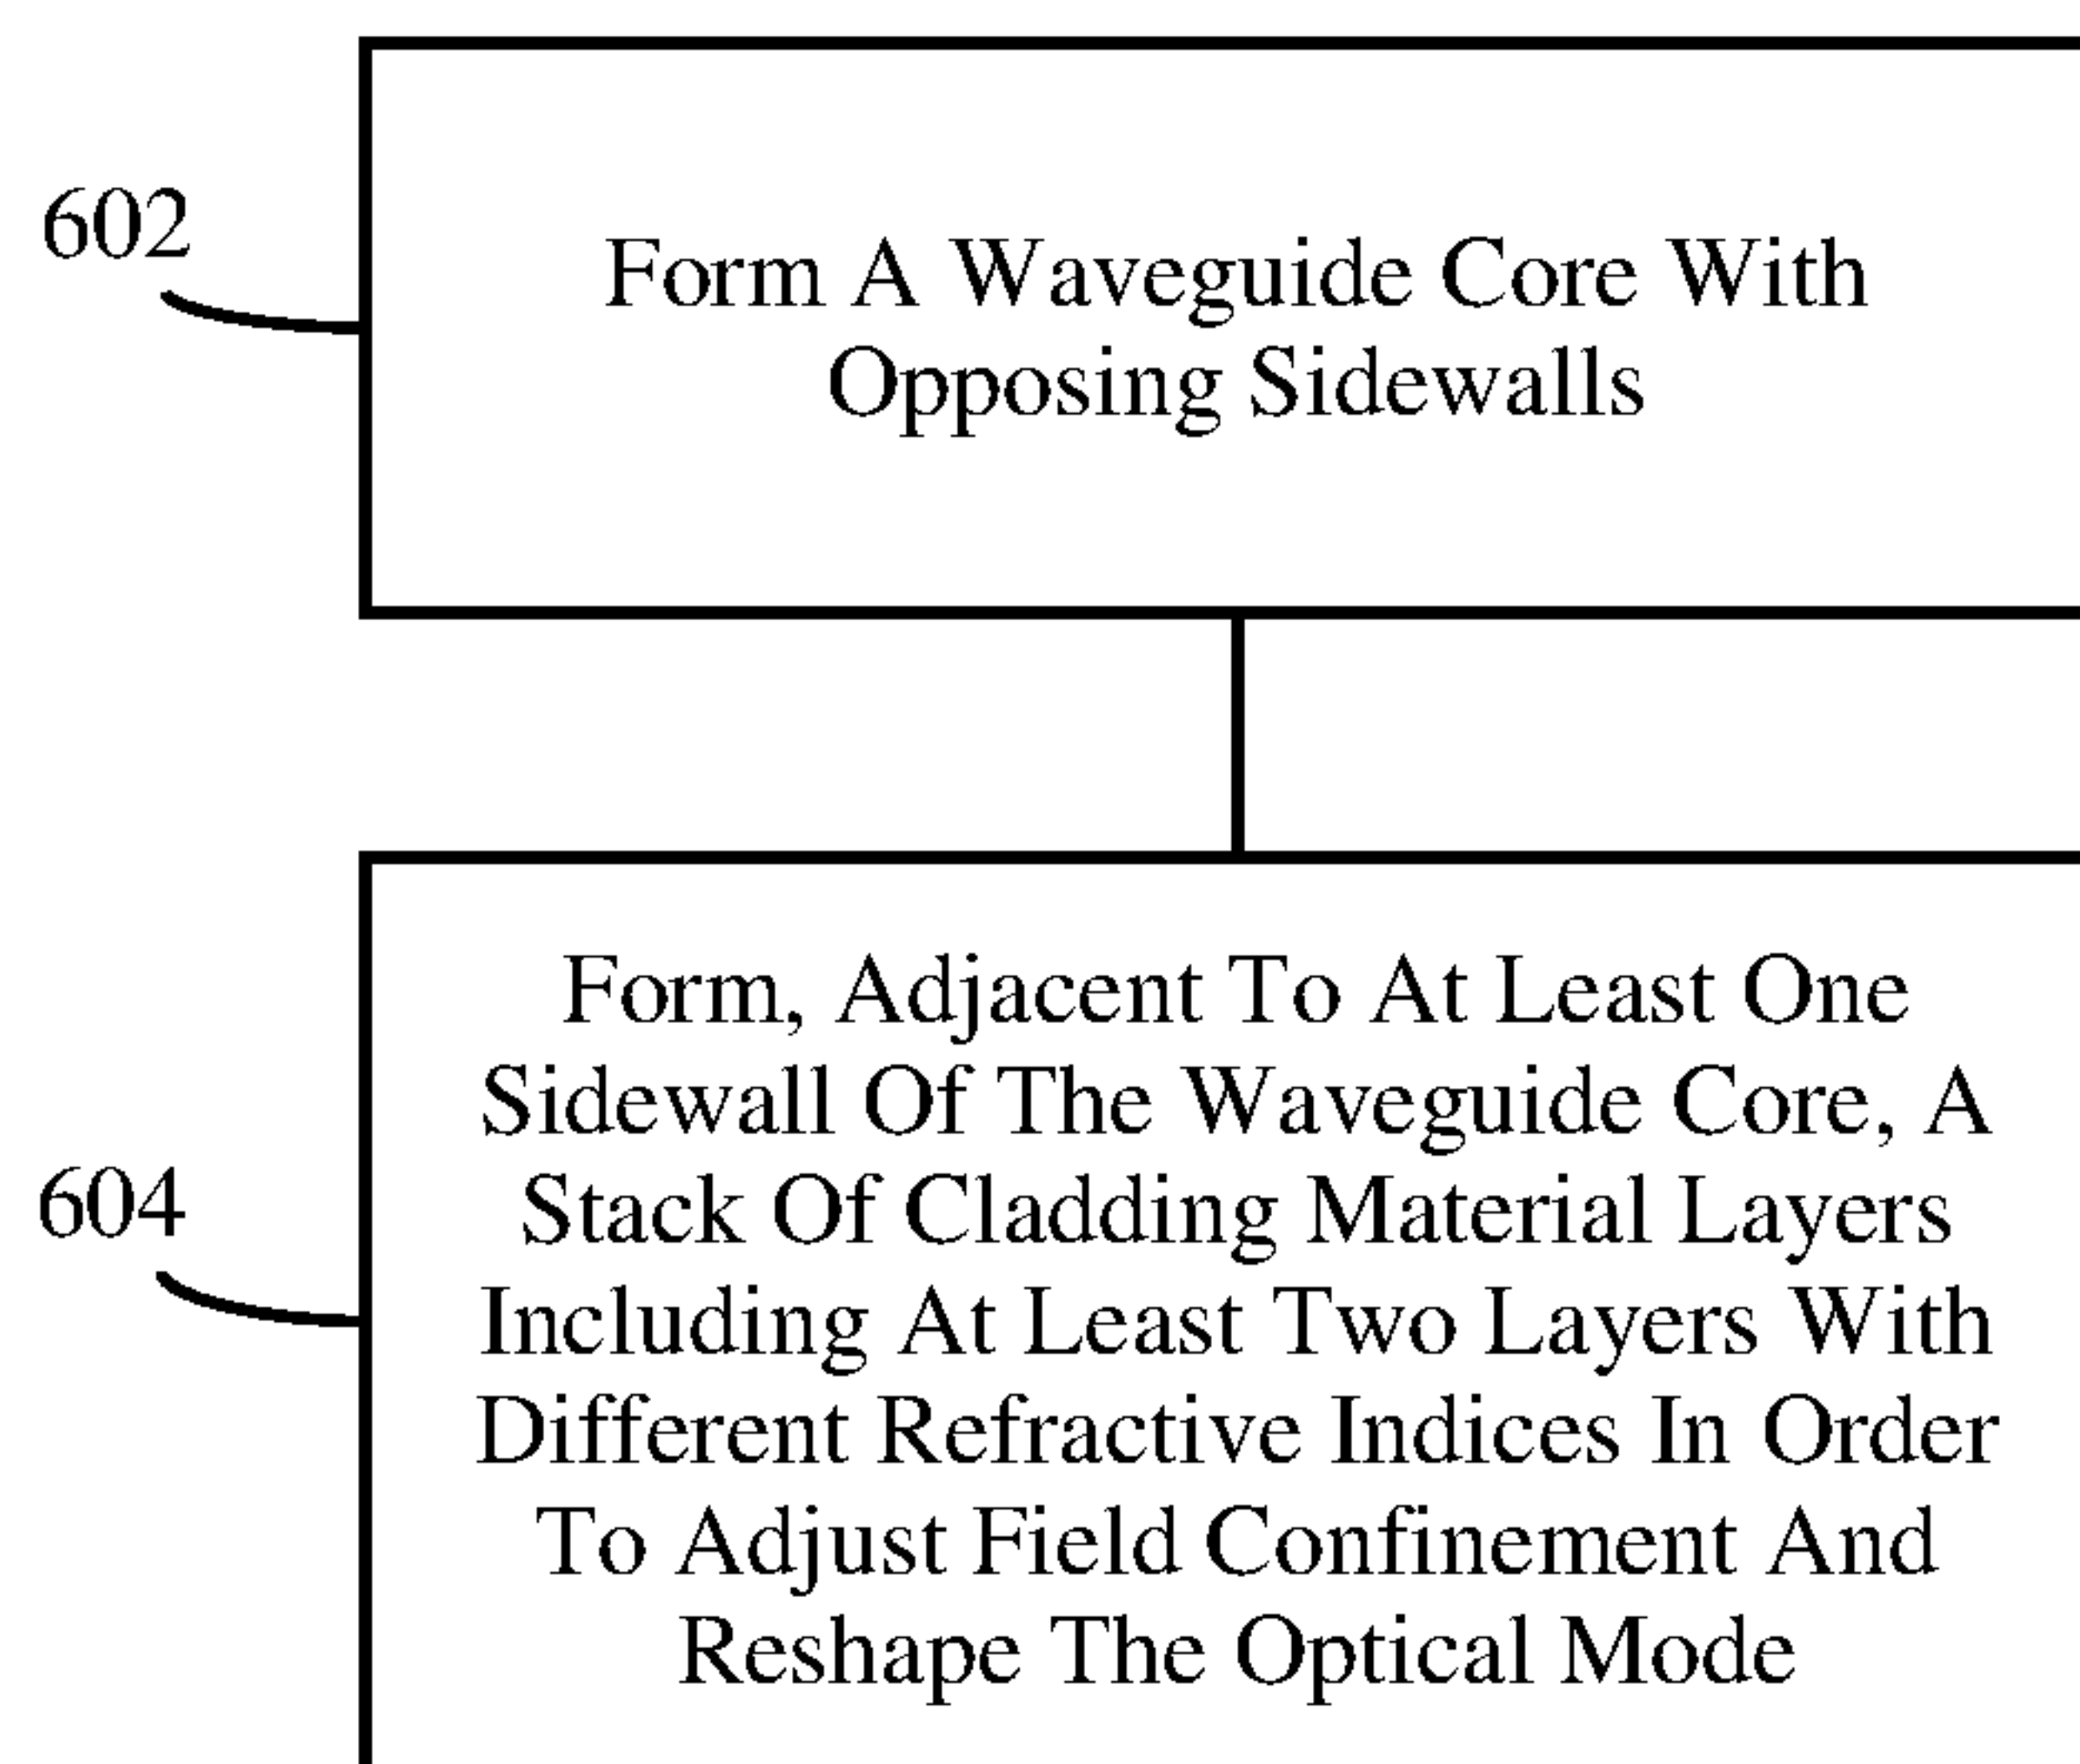 602
Form A Waveguide Core With
Opposing Sidewalls
604
Form, Adjacent To At Least One
Sidewall Of The Waveguide Core, A
Stack Of Cladding Material Layers
Including At Least Two Layers With
Different Refractive Indices In Order
To Adjust Field Confinement And
Reshape The Optical Mode